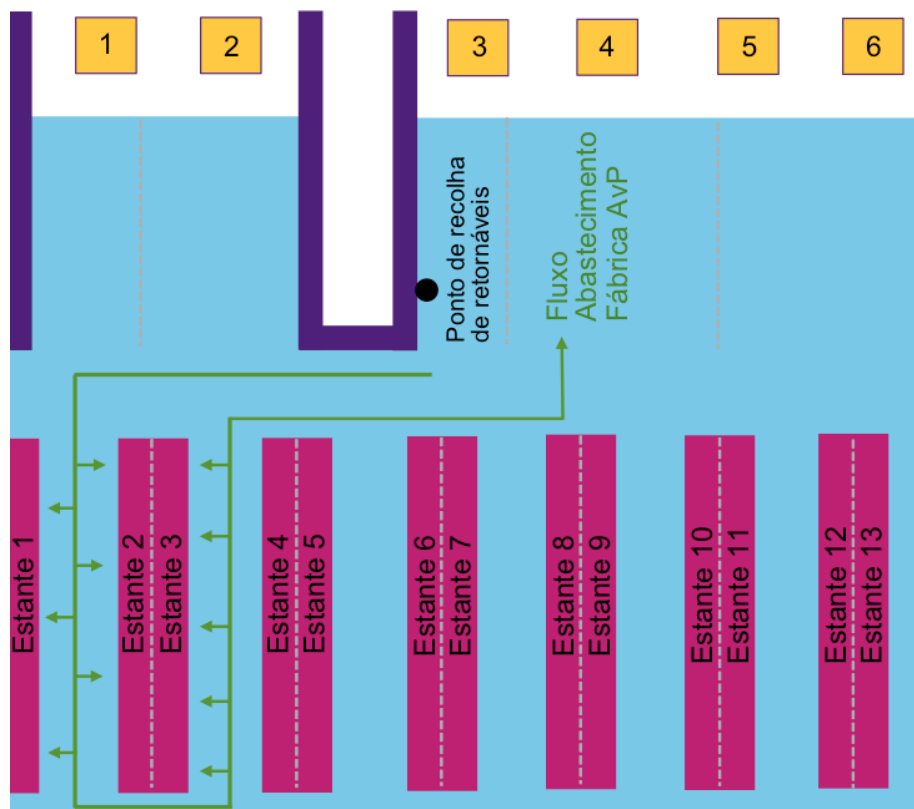 1
2
3
4
5
6
Ponto de recolha
de retornáveis
Fluxo
Abastecimento
Fábrica AvP
Estante 1
Estante 2
Estante 3
Estante 4
Estante 5
Estante 6
Estante 7
Estante 8
Estante 9
Estante 10
Estante 11
Estante 12
Estante 13